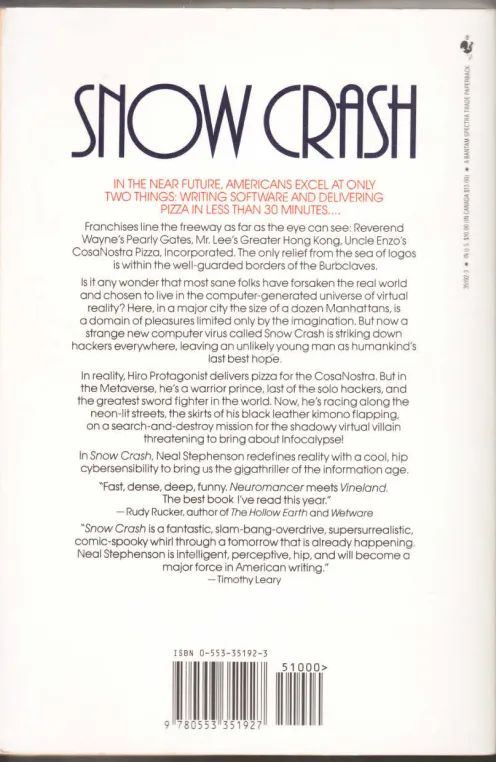 SNOW CRASH
IN THE NEAR FUTURE, AMERICANS EXCEL AT ONLY
TWO THINGS: WRITING SOFTWARE AND DELIVERING
PIZZA IN LESS THAN 30 MINUTES....
Franchises line the freeway as far as the eye can see: Reverend
Wayne's Pearly Gates, Mr. Lee's Greater Hong Kong, Uncle Enzo's
CosaNostra Pizza, Incorporated. The only relief from the sea of logos
is within the well-guarded borders of the Burbclaves.
Is it any wonder that most sane folks have forsaken the real world
and chosen to live in the computer-generated universe of virtual
reality? Here, in a major city the size of a dozen Manhattans, is
a domain of pleasures limited only by the imagination. But now a
strange new computer virus called Snow Crash is striking down
hackers everywhere, leaving an unlikely young man as humankind's
last best hope.
In reality, Hiro Protagonist delivers pizza for the CosaNostra. But in
the Metaverse, he's a warrior prince, last of the solo hackers, and
the greatest sword fighter in the world. Now, he's racing along the
neon-lit streets, the skirts of his black leather kimono flapping,
on a search-and-destroy mission for the shadowy virtual villain
threatening to bring about Infocalypse!
In Snow Crash, Neal Stephenson redefines reality with a cool, hip
cybersensibility to bring us the gigathriller of the information age.
"Fast, dense, deep, funny. Neuromancer meets Vineland.
The best book I've read this year."
—Rudy Rucker, author of The Hollow Earth and Wetware
"Snow Crash is a fantastic, slam-bang-overdrive, supersurrealistic,
comic-spooky whirl through a tomorrow that is already happening.
Neal Stephenson is intelligent, perceptive, hip, and will become a
major force in American writing."
—Timothy Leary
ISBN 0-553-35192-3
51000>
9 780553 351927
35192-3 ★ IN U.S. $10.00 (IN CANADA $13.00) ★ A BANTAM SPECTRA TRADE PAPERBACK